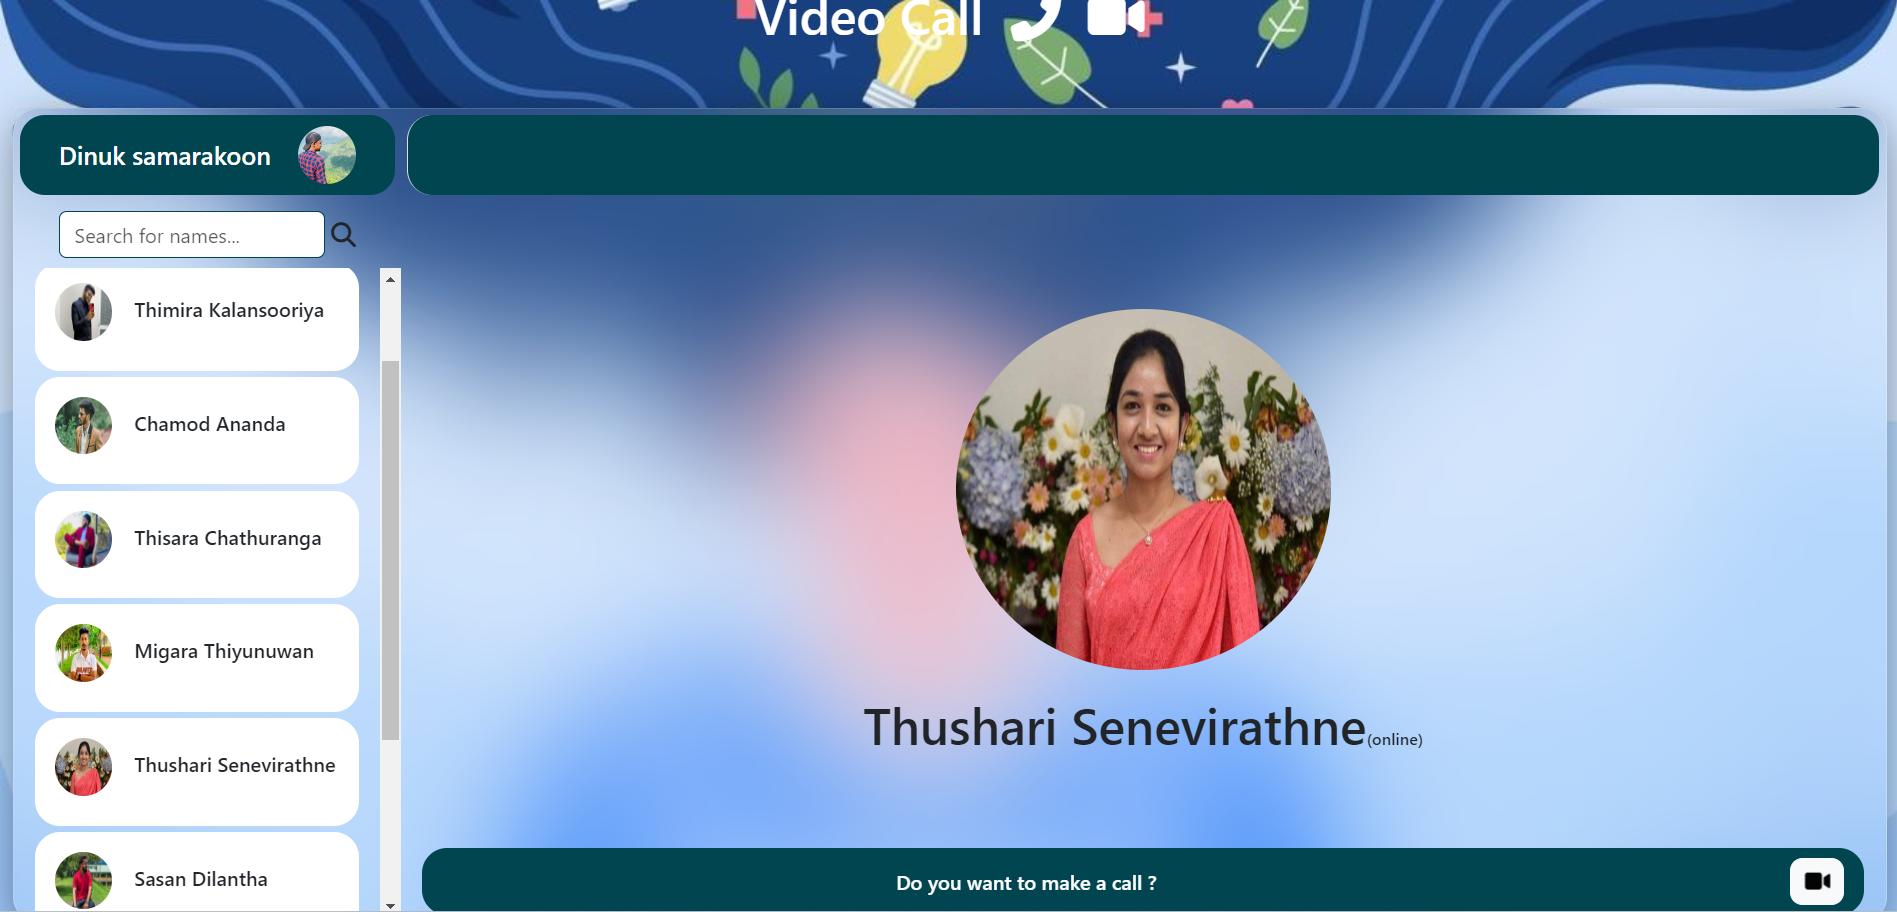 Video Call
Dinuk samarakoon
Search for names...
Thimira Kalansooriya
Chamod Ananda
Thisara Chathuranga
Migara Thiyunuwan
Thushari Senevirathne
Sasan Dilantha
Thushari Senevirathne(online)
Do you want to make a call ?